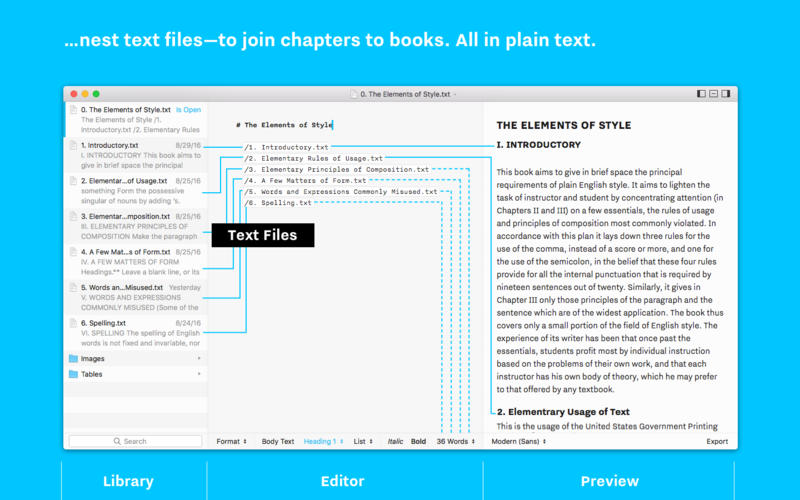 ...nest text files—to join chapters to books. All in plain text.
0. The Elements of Style.txt
0. The Elements of Style.txt Is Open
The Elements of Style /1.
Introductory.txt /2. Elementary Rules
1. Introductory.txt 8/29/16
I. INTRODUCTORY This book aims to
give in brief space the principal
2. Elementar...of Usage.txt 8/25/16
something Form the possessive
singular of nouns by adding 's.
3. Elementar...mposition.txt 8/25/16
III. ELEMENTARY PRINCIPLES OF
COMPOSITION Make the paragraph
4. A Few Mat...s of Form.txt 8/25/16
IV. A FEW MATTERS OF FORM
Headings.** Leave a blank line, or its
5. Words an...Misused.txt Yesterday
V. WORDS AND EXPRESSIONS
COMMONLY MISUSED (Some of the
6. Spelling.txt 8/24/16
VI. SPELLING The spelling of English
words is not fixed and invariable, nor
Images
Tables
Search
# The Elements of Style
/1. Introductory.txt
/2. Elementary Rules of Usage.txt
/3. Elementary Principles of Composition.txt
/4. A Few Matters of Form.txt
/5. Words and Expressions Commonly Misused.txt
/6. Spelling.txt
Text Files
Format Body Text Heading 1 List Italic Bold 36 Words
THE ELEMENTS OF STYLE
I. INTRODUCTORY
This book aims to give in brief space the principal
requirements of plain English style. It aims to lighten the
task of instructor and student by concentrating attention (in
Chapters II and III) on a few essentials, the rules of usage
and principles of composition most commonly violated. In
accordance with this plan it lays down three rules for the
use of the comma, instead of a score or more, and one for
the use of the semicolon, in the belief that these four rules
provide for all the internal punctuation that is required by
nineteen sentences out of twenty. Similarly, it gives in
Chapter III only those principles of the paragraph and the
sentence which are of the widest application. The book thus
covers only a small portion of the field of English style. The
experience of its writer has been that once past the
essentials, students profit most by individual instruction
based on the problems of their own work, and that each
instructor has his own body of theory, which he may prefer
to that offered by any textbook.
2. Elementrary Usage of Text
This is the usage of the United States Government Printing
Modern (Sans) Export
Library
Editor
Preview